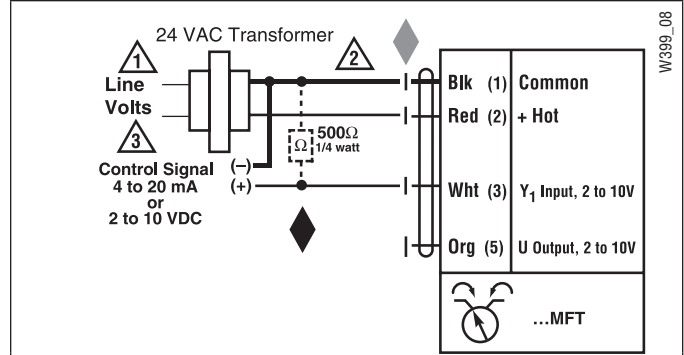 24 VAC Transformer
1
2
W399_08
Line
Volts
3
Blk (1) Common
Red (2) + Hot
Ω
500Ω
1/4 watt
Control Signal
4 to 20 mA
or
2 to 10 VDC
(–)
(+)
Wht (3) Y₁ Input, 2 to 10V
Org (5) U Output, 2 to 10V
...MFT